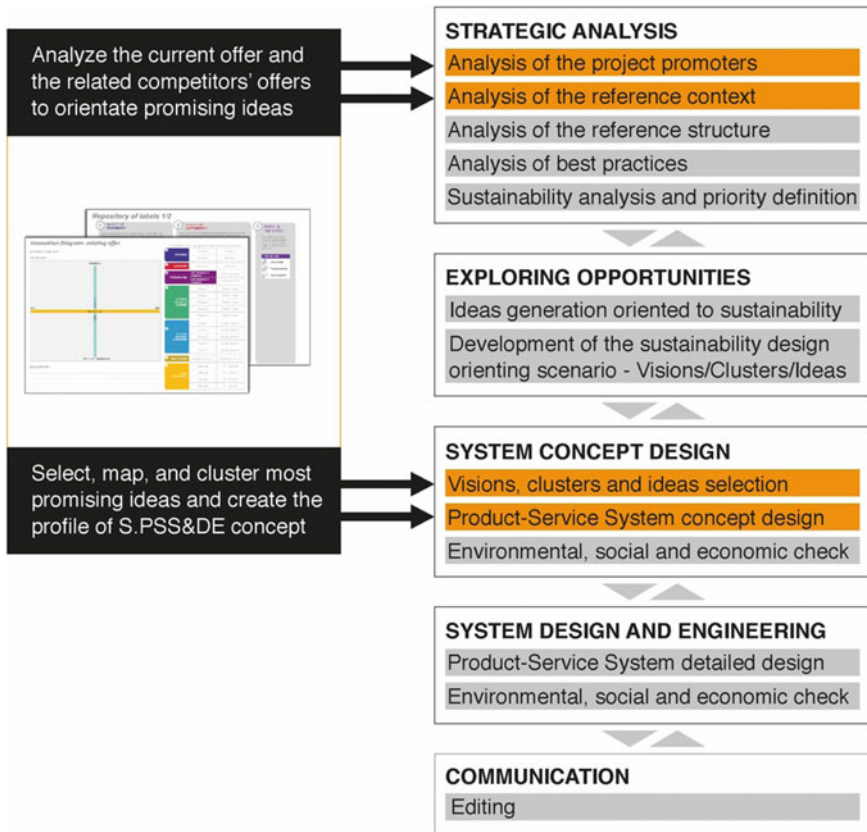 Analyze the current offer and
the related competitors' offers
to orientate promising ideas
Repository of labels 1/2
Innovation Diagram: existing offer
Select, map, and cluster most
promising ideas and create the
profile of S.PSS&DE concept
STRATEGIC ANALYSIS
Analysis of the project promoters
Analysis of the reference context
Analysis of the reference structure
Analysis of best practices
Sustainability analysis and priority definition
EXPLORING OPPORTUNITIES
Ideas generation oriented to sustainability
Development of the sustainability design
orienting scenario - Visions/Clusters/Ideas
SYSTEM CONCEPT DESIGN
Visions, clusters and ideas selection
Product-Service System concept design
Environmental, social and economic check
SYSTEM DESIGN AND ENGINEERING
Product-Service System detailed design
Environmental, social and economic check
COMMUNICATION
Editing